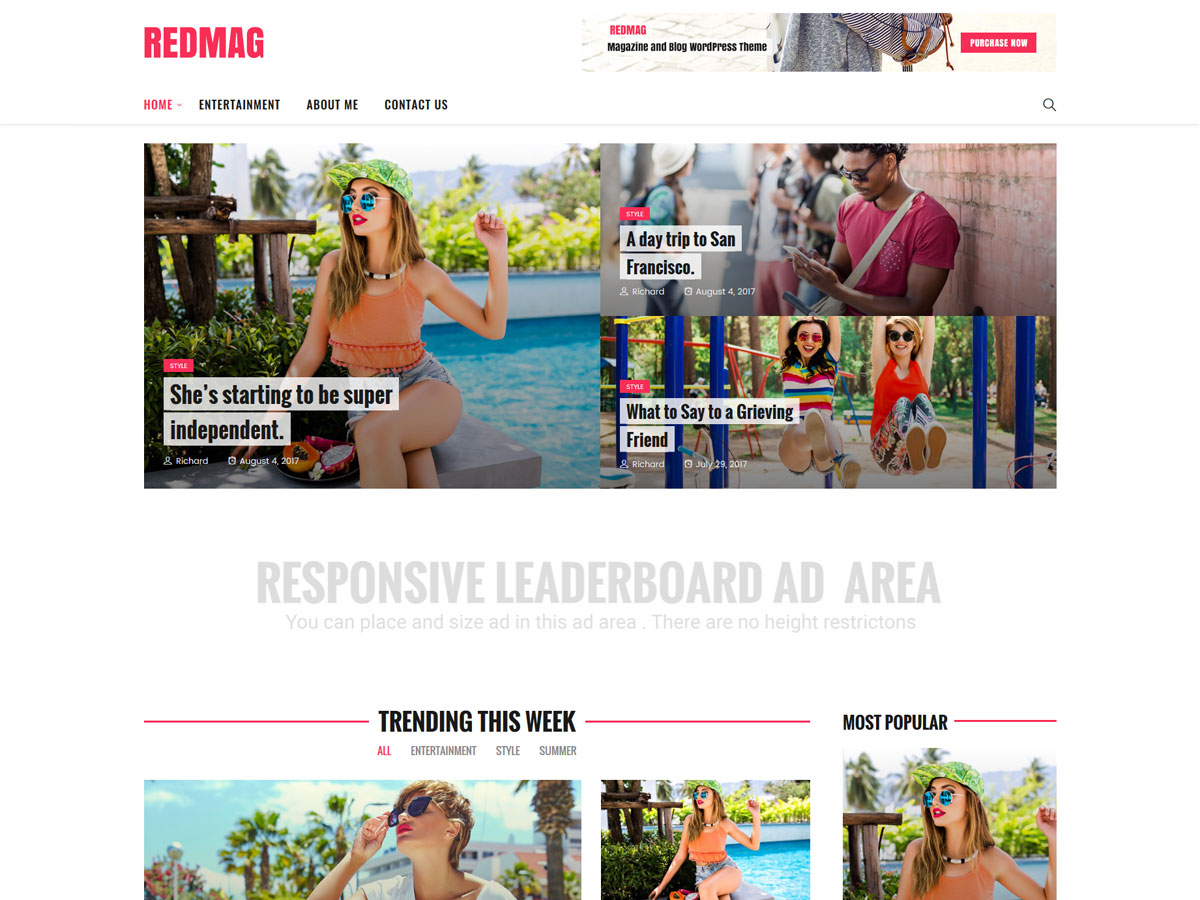 REDMAG
REDMAG
Magazine and Blog WordPress Theme
PURCHASE NOW
HOME
ENTERTAINMENT
ABOUT ME
CONTACT US
STYLE
She’s starting to be super
independent.
Richard
August 4, 2017
STYLE
A day trip to San
Francisco.
Richard
August 4, 2017
STYLE
What to Say to a Grieving
Friend
Richard
July 29, 2017
RESPONSIVE LEADERBOARD AD AREA
You can place and size ad in this ad area . There are no height restrictons
TRENDING THIS WEEK
ALL
ENTERTAINMENT
STYLE
SUMMER
MOST POPULAR